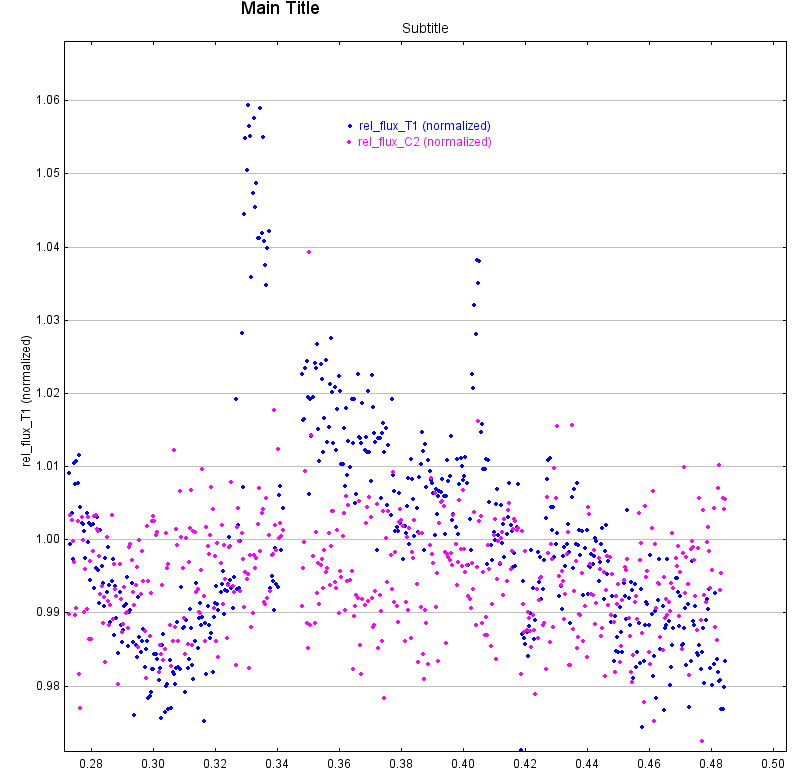 Main Title
Subtitle
rel_flux_T1 (normalized)
rel_flux_C2 (normalized)
rel_flux_T1 (normalized)
1.06
1.05
1.04
1.03
1.02
1.01
1.00
0.99
0.98
0.28 0.30 0.32 0.34 0.36 0.38 0.40 0.42 0.44 0.46 0.48 0.50